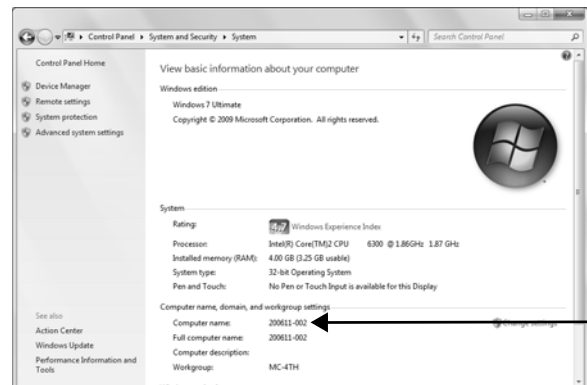 Control Panel ▸ System and Security ▸ System
Search Control Panel
Control Panel Home
Device Manager
Remote settings
System protection
Advanced system settings
See also
Action Center
Windows Update
Performance Information and
Tools
View basic information about your computer
Windows edition
Windows 7 Ultimate
Copyright © 2009 Microsoft Corporation. All rights reserved.
System
Rating: 4.7 Windows Experience Index
Processor: Intel(R) Core(TM)2 CPU 6300 @ 1.86GHz 1.87 GHz
Installed memory (RAM): 4.00 GB (3.25 GB usable)
System type: 32-bit Operating System
Pen and Touch: No Pen or Touch Input is available for this Display
Computer name, domain, and workgroup settings
Computer name: 200611-002
Change settings
Full computer name: 200611-002
Computer description:
Workgroup: MC-4TH